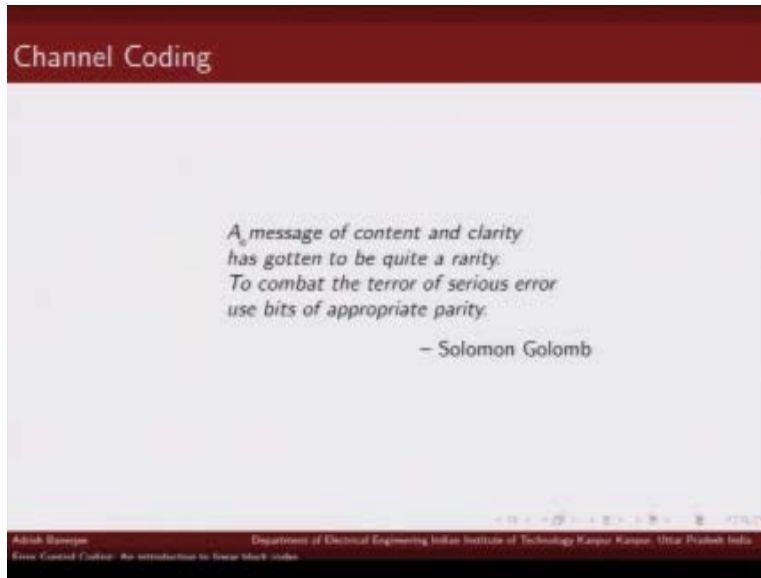 Channel Coding
A message of content and clarity
has gotten to be quite a rarity.
To combat the terror of serious error
use bits of appropriate parity.
– Solomon Golomb
Adrish Banerjee
Department of Electrical Engineering Indian Institute of Technology Kanpur Kanpur, Uttar Pradesh India
Error Control Coding: An introduction to linear block codes